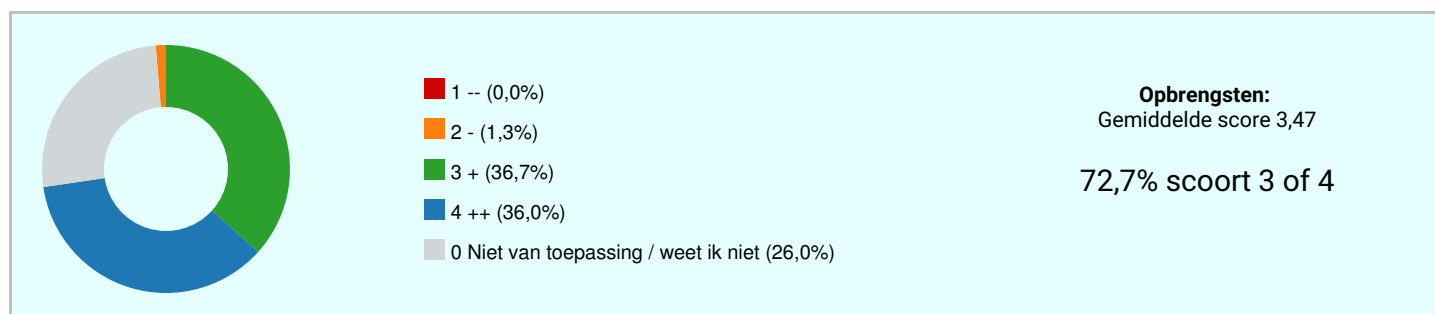 1 -- (0,0%)
2 - (1,3%)
3 + (36,7%)
4 ++ (36,0%)
0 Niet van toepassing / weet ik niet (26,0%)
Opbrengsten:
Gemiddelde score 3,47
72,7% scoort 3 of 4